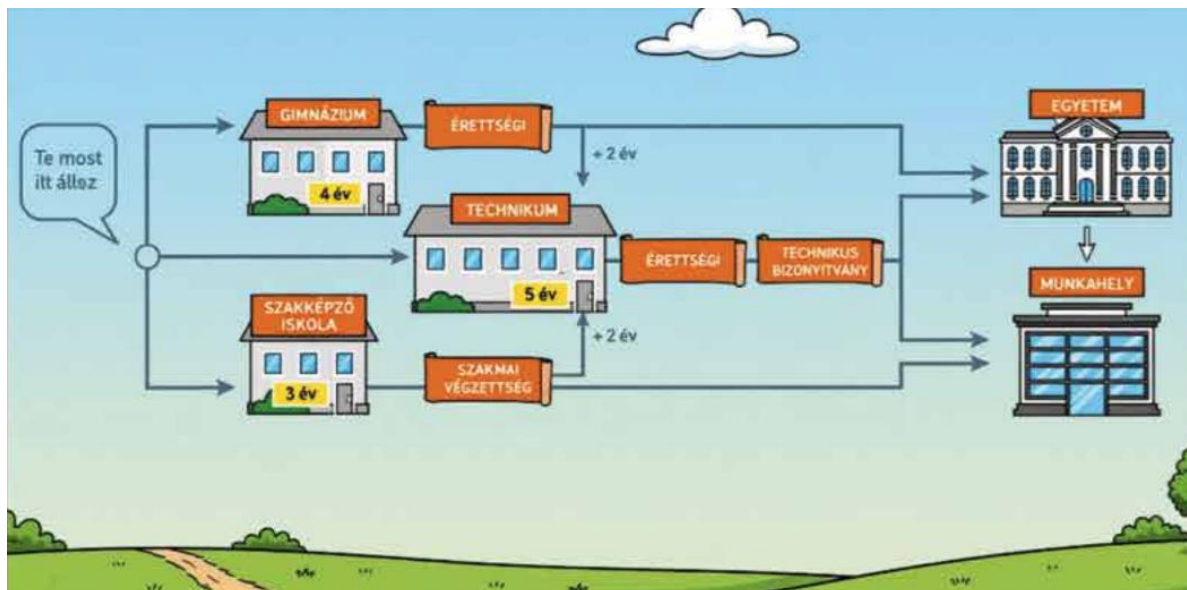 Te most
itt állsz
GIMNÁZIUM
4 év
ÉRETTSÉGI
+ 2 év
TECHNIKUM
5 év
ÉRETTSÉGI
TECHNIKUS
BIZONYÍTVÁNY
SZAKKÉPZŐ
ISKOLA
3 év
SZAKMAI
VÉGZETTSÉG
+ 2 év
EGYETEM
MUNKAHELY